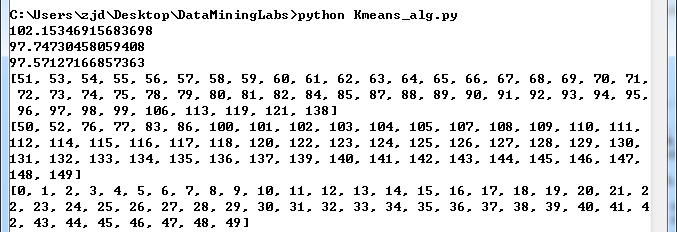 C:\Users\zjd\Desktop\DataMiningLabs>python Kmeans_alg.py
102.15346915683698
97.74730458059408
97.57127166857363
[51, 53, 54, 55, 56, 57, 58, 59, 60, 61, 62, 63, 64, 65, 66, 67, 68, 69, 70, 71,
 72, 73, 74, 75, 78, 79, 80, 81, 82, 84, 85, 87, 88, 89, 90, 91, 92, 93, 94, 95,
 96, 97, 98, 99, 106, 113, 119, 121, 138]
[50, 52, 76, 77, 83, 86, 100, 101, 102, 103, 104, 105, 107, 108, 109, 110, 111,
112, 114, 115, 116, 117, 118, 120, 122, 123, 124, 125, 126, 127, 128, 129, 130,
131, 132, 133, 134, 135, 136, 137, 139, 140, 141, 142, 143, 144, 145, 146, 147,
148, 149]
[0, 1, 2, 3, 4, 5, 6, 7, 8, 9, 10, 11, 12, 13, 14, 15, 16, 17, 18, 19, 20, 21, 2
2, 23, 24, 25, 26, 27, 28, 29, 30, 31, 32, 33, 34, 35, 36, 37, 38, 39, 40, 41, 4
2, 43, 44, 45, 46, 47, 48, 49]